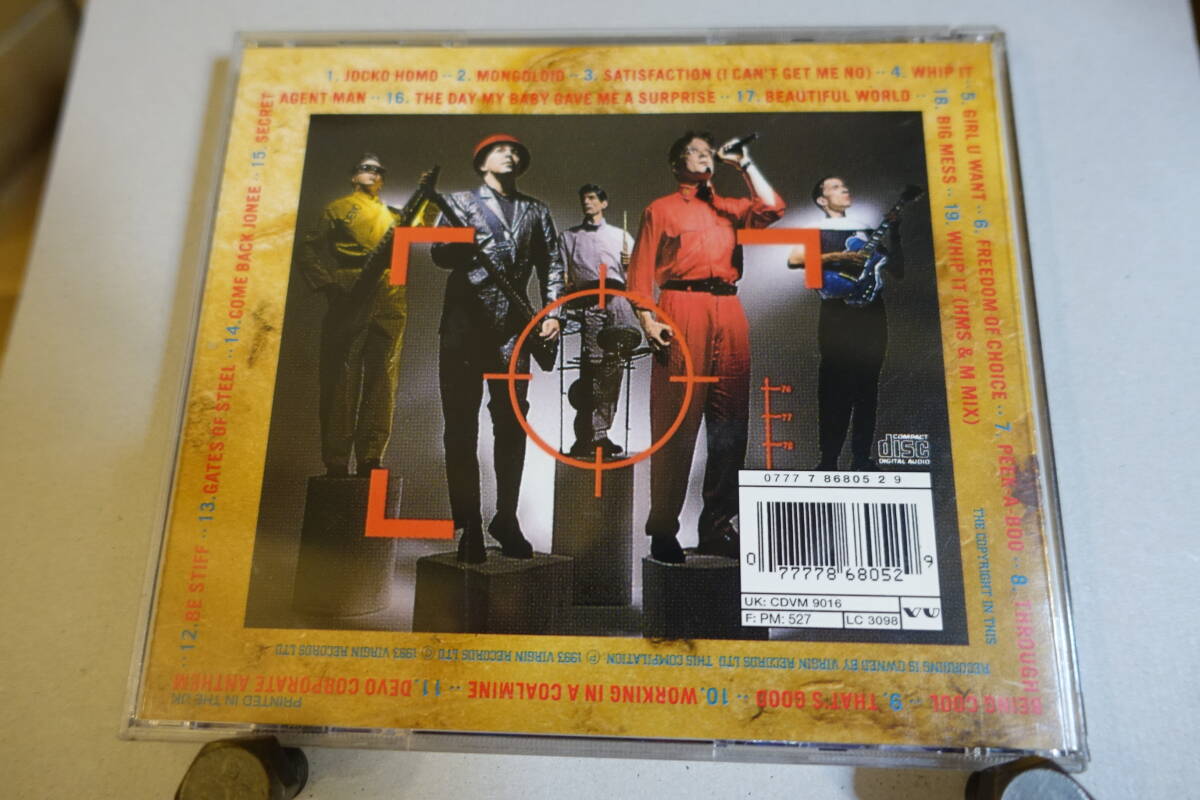 1. JOCKO HOMO ·· 2. MONGOLOID ·· 3. SATISFACTION (I CAN'T GET ME NO) ·· 4. WHIP IT ··
5. GIRL U WANT ·· 6. FREEDOM OF CHOICE ·· 7. PEEK-A-BOO ·· 8. THROUGH
BEING COOL ·· 9. THAT'S GOOD ·· 10. WORKING IN A COALMINE ·· 11. DEVO CORPORATE ANTHEM
·· 12. BE STIFF ·· 13. GATES OF STEEL ·· 14. COME BACK JONEE ·· 15. SECRET
AGENT MAN ·· 16. THE DAY MY BABY GAVE ME A SURPRISE ·· 17. BEAUTIFUL WORLD ··
18. BIG MESS ·· 19. WHIP IT (HMS & M MIX)
76
77
78
COMPACT
disc
DIGITAL AUDIO
0777 7 86805 2 9
0 77778 68052 9
UK: CDVM 9016
F: PM: 527
LC 3098
VV
THE COPYRIGHT IN THIS
RECORDING IS OWNED BY VIRGIN RECORDS LTD THIS COMPILATION ℗ 1993 VIRGIN RECORDS LTD © 1993 VIRGIN RECORDS LTD
PRINTED IN THE UK